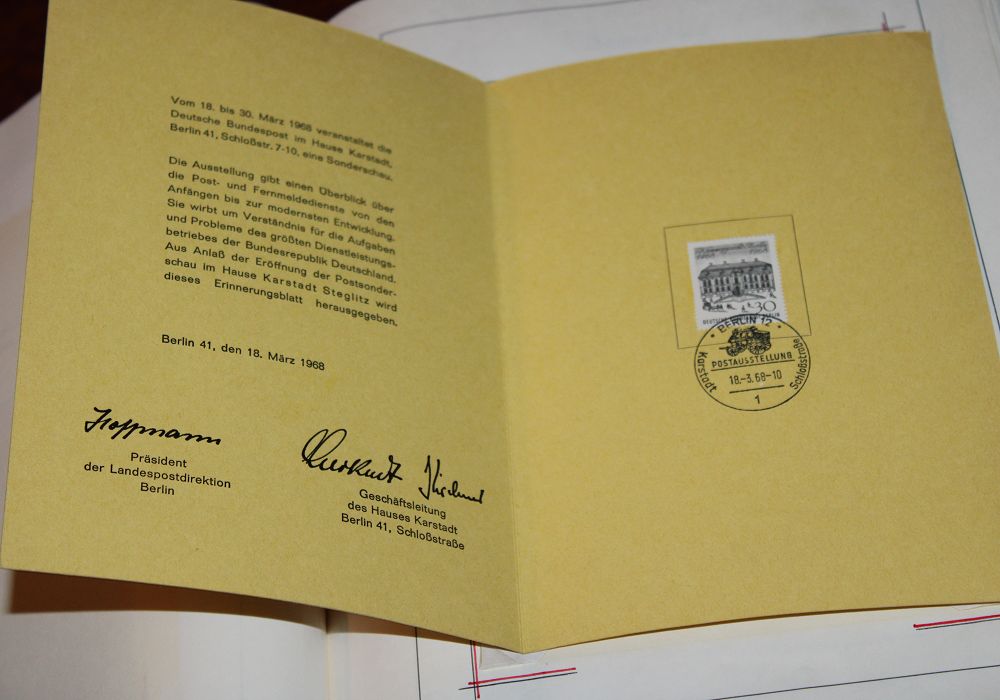 Vom 18. bis 30. März 1968 veranstaltet die
Deutsche Bundespost im Hause Karstadt,
Berlin 41, Schloßstr. 7-10, eine Sonderschau.
Die Ausstellung gibt einen Überblick über
die Post- und Fernmeldedienste von den
Anfängen bis zur modernsten Entwicklung.
Sie wirbt um Verständnis für die Aufgaben
und Probleme des größten Dienstleistungs-
betriebes der Bundesrepublik Deutschland.
Aus Anlaß der Eröffnung der Postsonder-
schau im Hause Karstadt Steglitz wird
dieses Erinnerungsblatt herausgegeben.
Berlin 41, den 18. März 1968
Hoffmann
Präsident
der Landespostdirektion
Berlin
Geschäftsleitung
des Hauses Karstadt
Berlin 41, Schloßstraße
30
BERLIN 12
POSTAUSSTELLUNG
Karstadt
Schloßstraße
18.-3.68-10
1